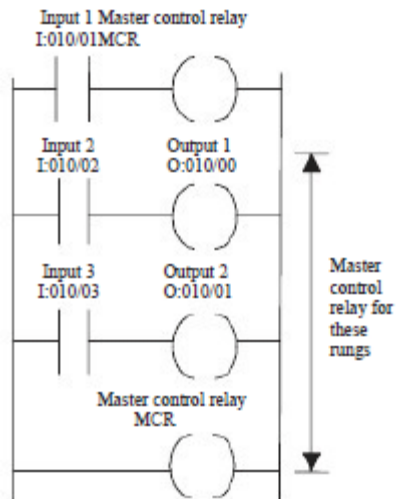 Input 1 Master control relay
I:010/01MCR
Input 2
I:010/02
Output 1
O:010/00
Input 3
I:010/03
Output 2
O:010/01
Master
control
relay for
these
rungs
Master control relay
MCR